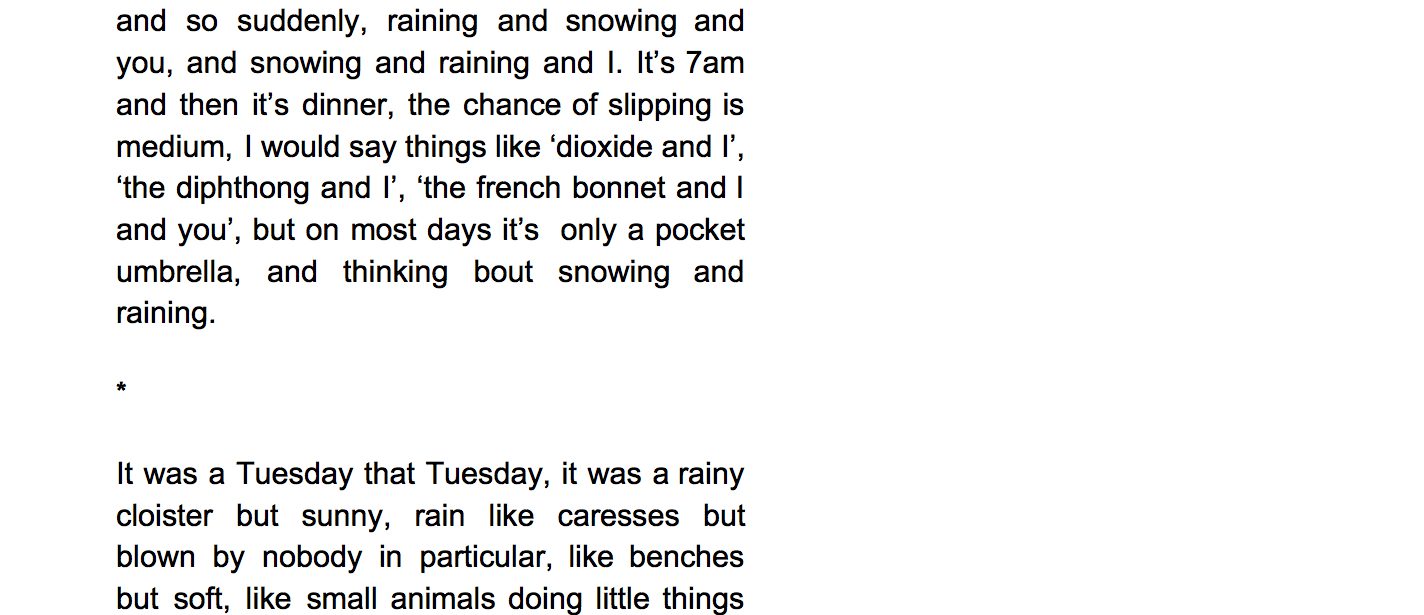 and so suddenly, raining and snowing and
you, and snowing and raining and I. It’s 7am
and then it’s dinner, the chance of slipping is
medium, I would say things like ‘dioxide and I’,
‘the diphthong and I’, ‘the french bonnet and I
and you’, but on most days it’s  only a pocket
umbrella, and thinking bout snowing and
raining.
*
It was a Tuesday that Tuesday, it was a rainy
cloister but sunny, rain like caresses but
blown by nobody in particular, like benches
but soft, like small animals doing little things